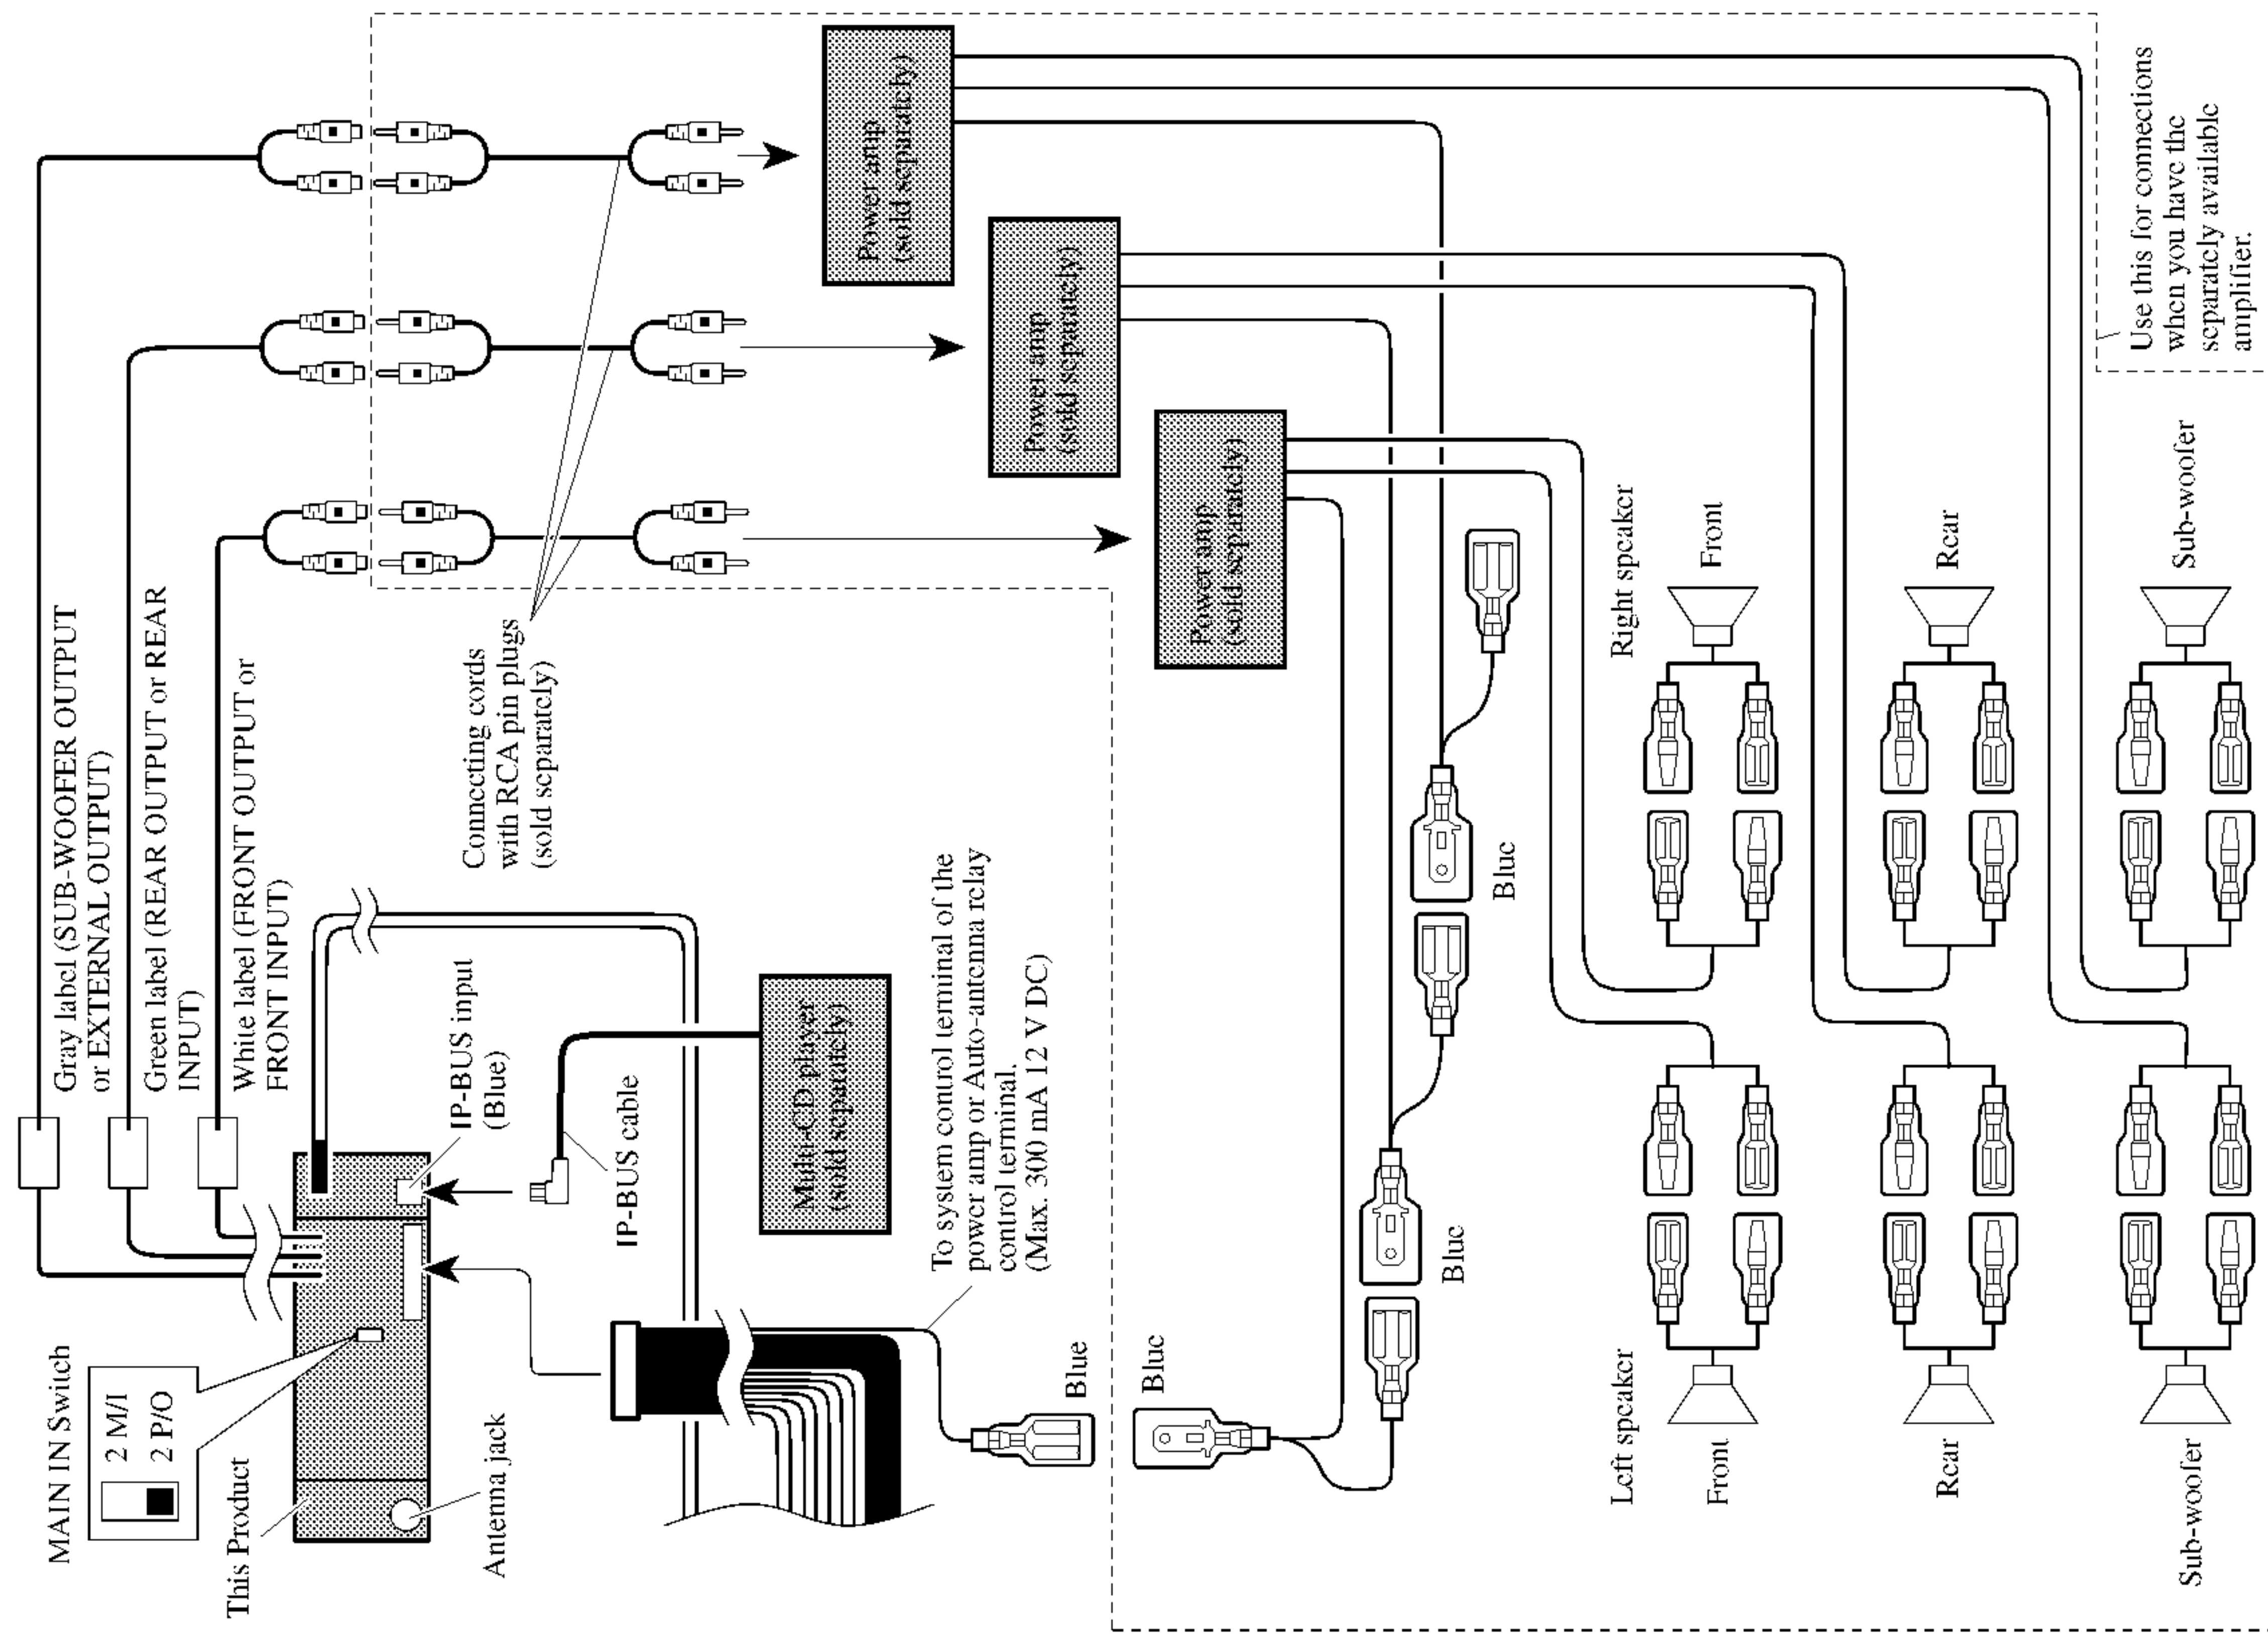 Gray label (SUB-WOOFER OUTPUT
or EXTERNAL OUTPUT)
Green label (REAR OUTPUT or REAR
INPUT)
White label (FRONT OUTPUT or
FRONT INPUT)
MAIN IN Switch
2 M/I
2 P/O
This Product
Antenna jack
IP-BUS input
(Blue)
IP-BUS cable
Multi-CD player
(sold separately)
Connecting cords
with RCA pin plugs
(sold separately)
To system control terminal of the
power amp or Auto-antenna relay
control terminal.
(Max. 300 mA 12 V DC)
Power amp
(sold separately)
Power amp
(sold separately)
Power amp
(sold separately)
Blue
Blue
Blue
Blue
Left speaker
Right speaker
Front
Front
Rear
Rear
Sub-woofer
Sub-woofer
Use this for connections
when you have the
separately available
amplifier.